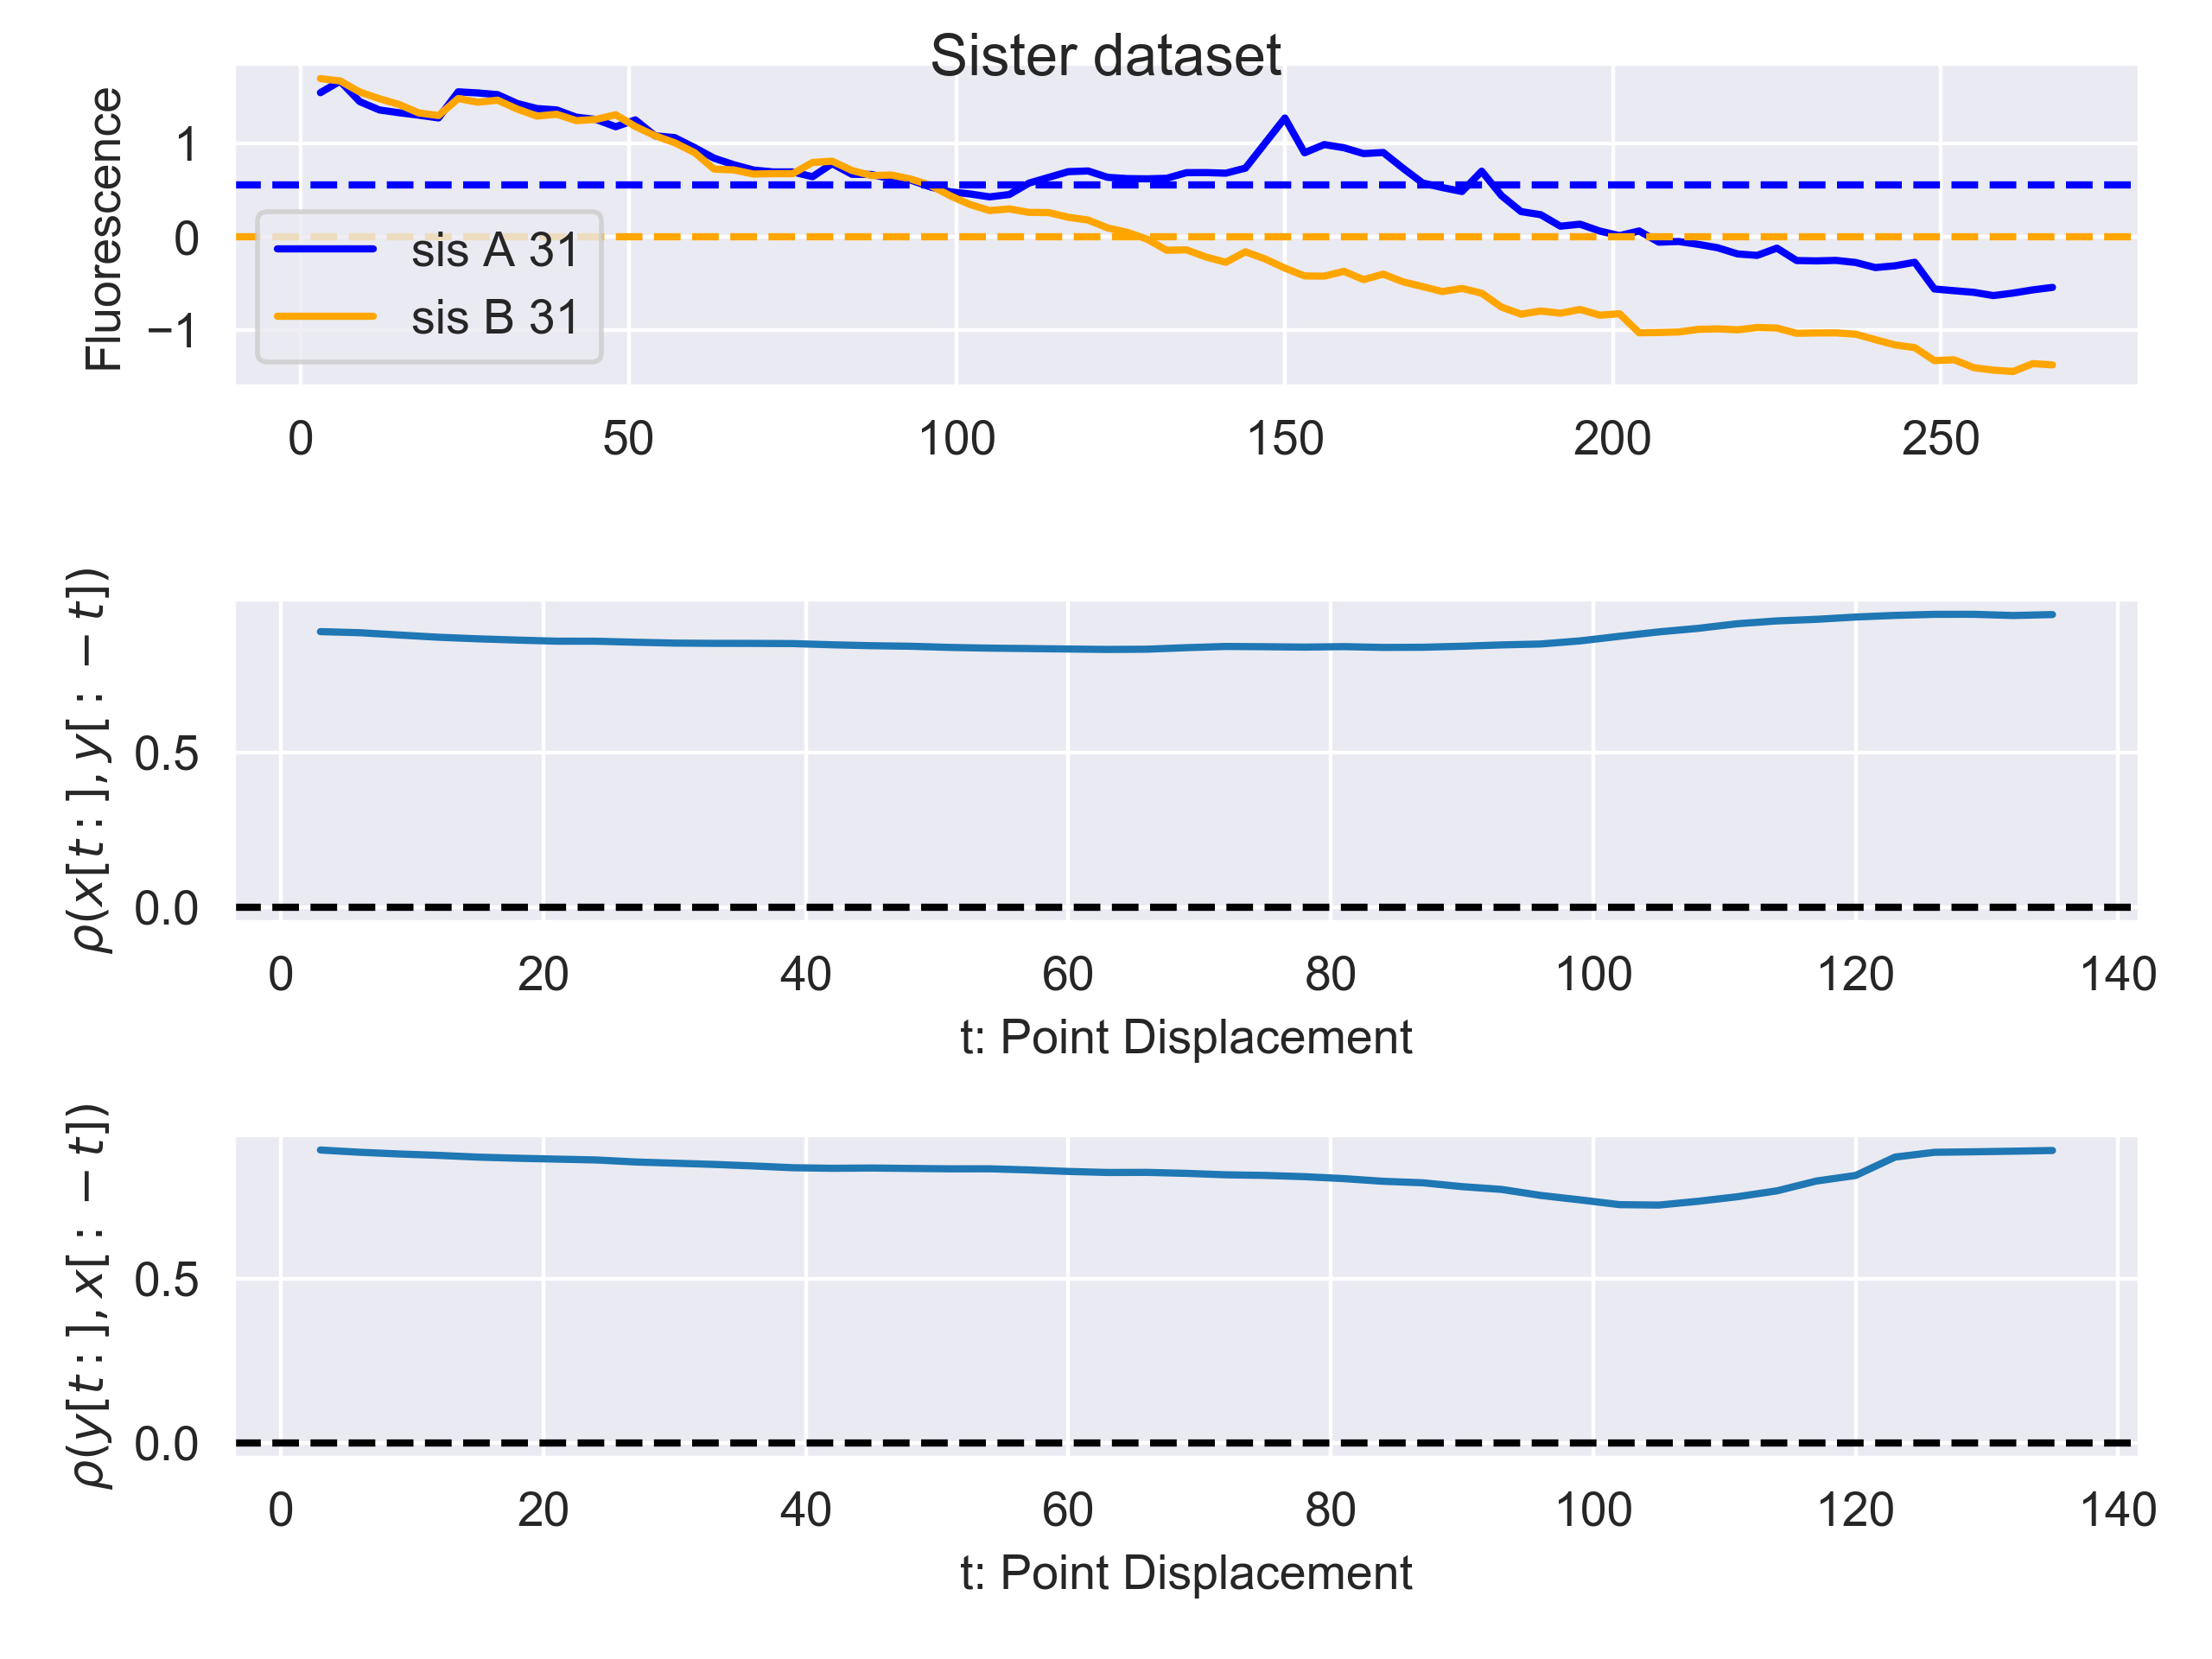 Sister dataset
Fluorescence
1
0
−1
sis A 31
sis B 31
0 50 100 150 200 250
ρ(x[t:], y[: − t])
0.5
0.0
0 20 40 60 80 100 120 140
t: Point Displacement
ρ(y[t:], x[: − t])
0.5
0.0
0 20 40 60 80 100 120 140
t: Point Displacement